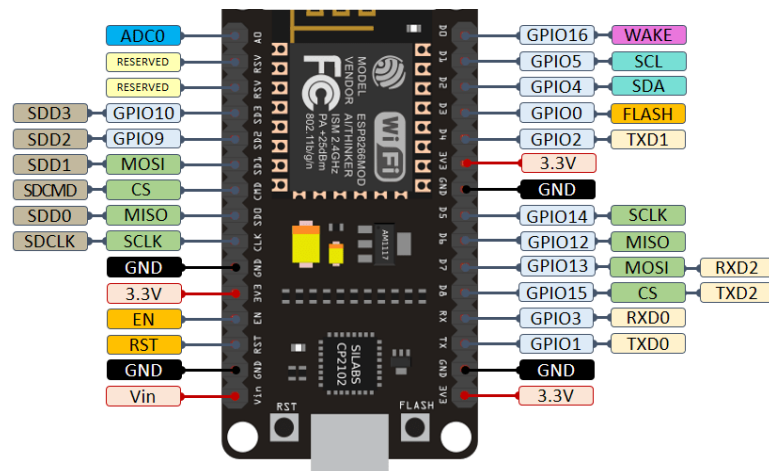 ADC0 A0 D0 GPIO16 WAKE
RESERVED RSV D1 GPIO5 SCL
RESERVED RSV D2 GPIO4 SDA
SDD3 GPIO10 SD3 D3 GPIO0 FLASH
SDD2 GPIO9 SD2 D4 GPIO2 TXD1
SDD1 MOSI SD1 3V3 3.3V
SDCMD CS CMD GND GND
SDD0 MISO SD0 D5 GPIO14 SCLK
SDCLK SCLK CLK D6 GPIO12 MISO
GND GND D7 GPIO13 MOSI RXD2
3.3V 3V3 D8 GPIO15 CS TXD2
EN EN RX GPIO3 RXD0
RST RST TX GPIO1 TXD0
GND GND GND GND
Vin Vin 3V3 3.3V
MODEL ESP8266MOD
VENDOR AITHINKER
ISM 2.4GHz
PA +25dBm
802.11b/g/n
FC
WiFi
AM1117
SILABS
CP2102
RST
FLASH